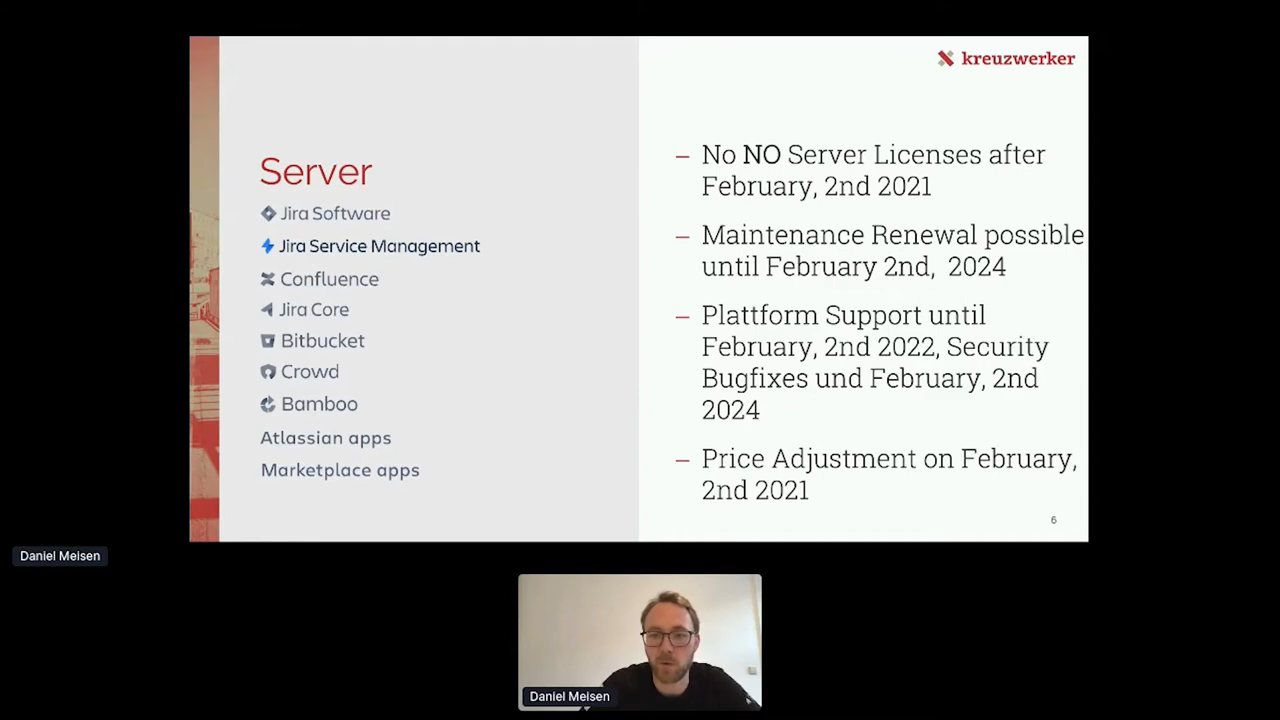 kreuzwerker
Server
Jira Software
Jira Service Management
Confluence
Jira Core
Bitbucket
Crowd
Bamboo
Atlassian apps
Marketplace apps
– No NO Server Licenses after
February, 2nd 2021
– Maintenance Renewal possible
until February 2nd, 2024
– Plattform Support until
February, 2nd 2022, Security
Bugfixes und February, 2nd
2024
– Price Adjustment on February,
2nd 2021
6
Daniel Meisen
Daniel Meisen